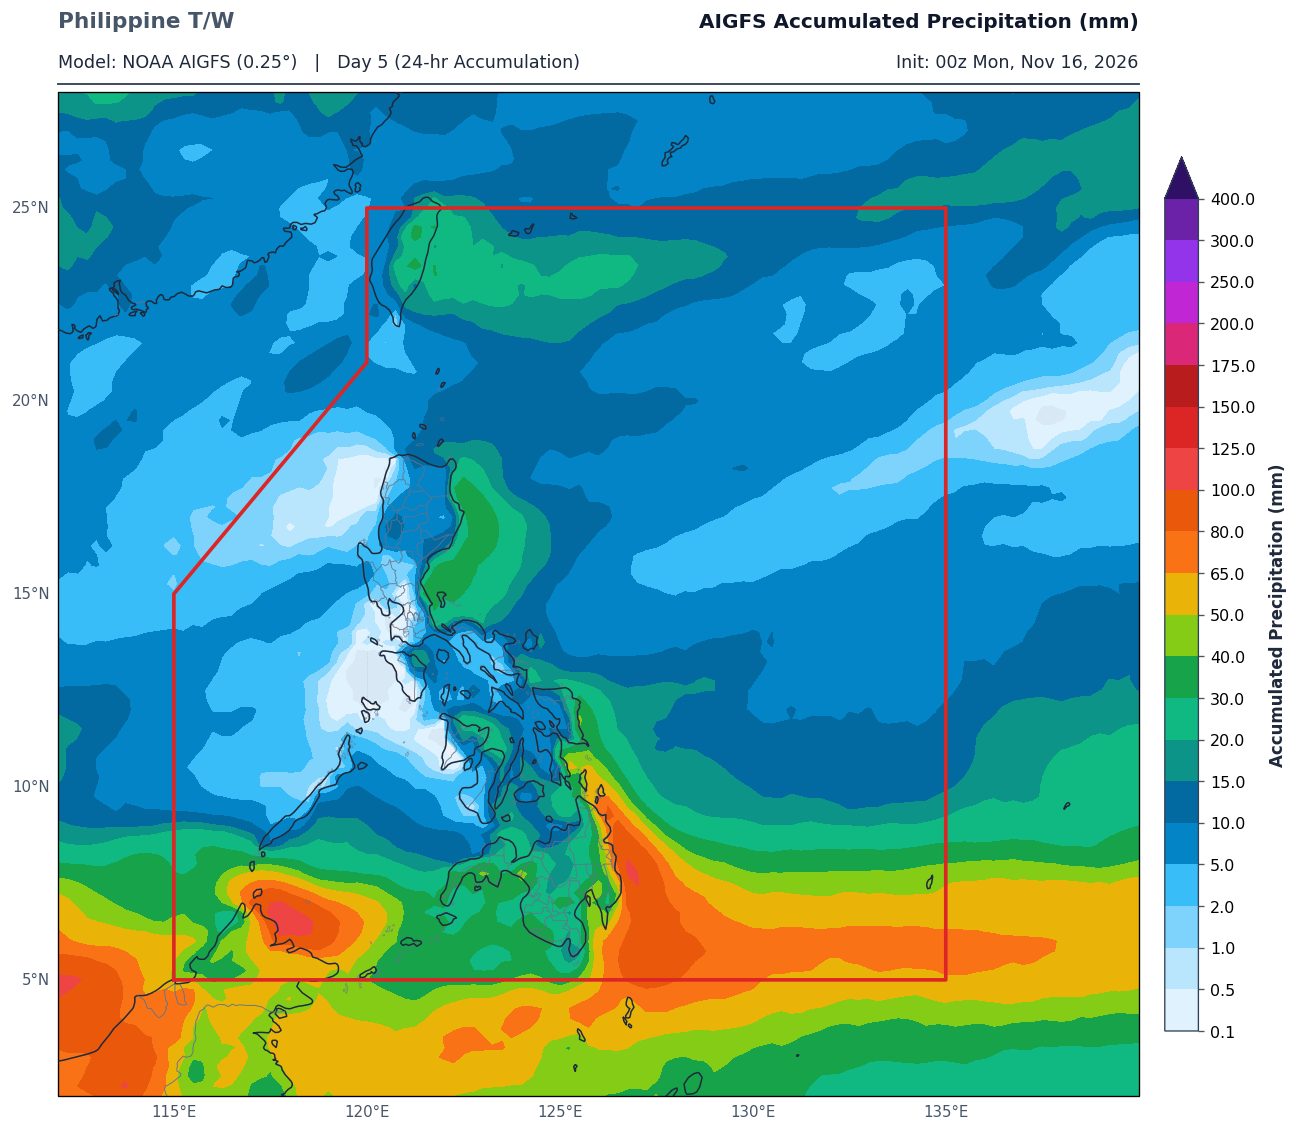 Philippine T/W
AIGFS Accumulated Precipitation (mm)
Model: NOAA AIGFS (0.25°) | Day 5 (24-hr Accumulation)
Init: 00z Mon, Nov 16, 2026
25°N
20°N
15°N
10°N
5°N
115°E
120°E
125°E
130°E
135°E
400.0
300.0
250.0
200.0
175.0
150.0
125.0
100.0
80.0
65.0
50.0
40.0
30.0
20.0
15.0
10.0
5.0
2.0
1.0
0.5
0.1
Accumulated Precipitation (mm)